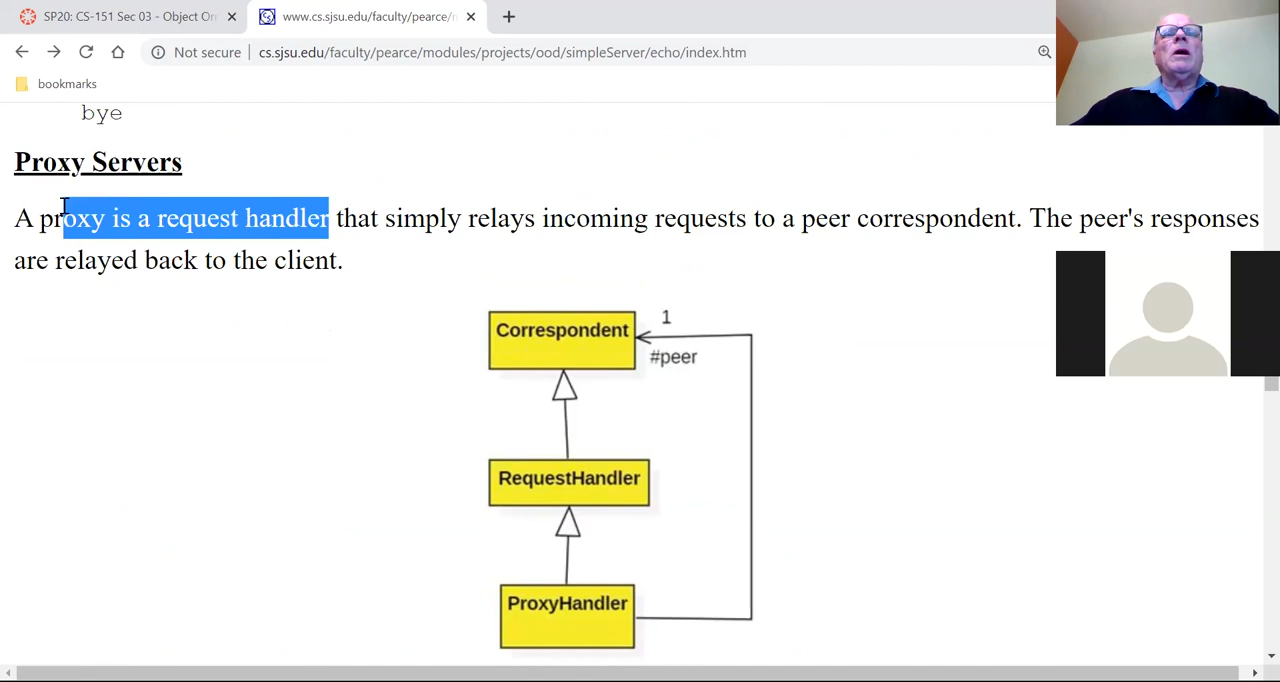 SP20: CS-151 Sec 03 - Object Or
www.cs.sjsu.edu/faculty/pearce/
Not secure
cs.sjsu.edu/faculty/pearce/modules/projects/ood/simpleServer/echo/index.htm
bookmarks
bye
Proxy Servers
A proxy is a request handler that simply relays incoming requests to a peer correspondent. The peer's responses
are relayed back to the client.
Correspondent
1
#peer
RequestHandler
ProxyHandler